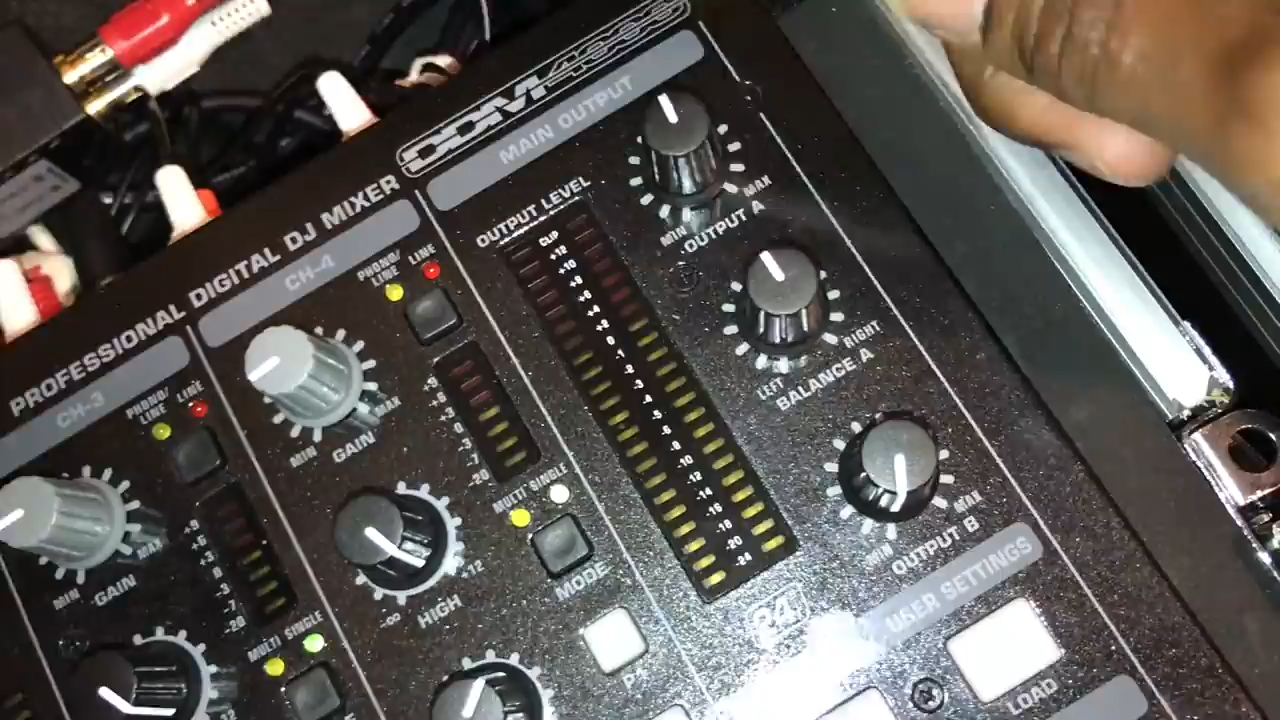 DDM4000
PROFESSIONAL DIGITAL DJ MIXER
MAIN OUTPUT
OUTPUT LEVEL
CLIP
+12
+10
+8
+6
+4
+2
0
-1
-2
-3
-4
-5
-6
-8
-10
-12
-14
-16
-18
-20
-24
MIN
MAX
OUTPUT A
LEFT
RIGHT
BALANCE A
MIN
MAX
OUTPUT B
24
USER SETTINGS
LOAD
CH-4
PHONO/
LINE
LINE
MIN
MAX
GAIN
+6
+3
0
-3
-7
-20
MULTI
SINGLE
MODE
-∞
+12
HIGH
CH-3
PHONO/
LINE
LINE
MIN
MAX
GAIN
+9
+6
+3
0
-3
-7
-20
MULTI
SINGLE